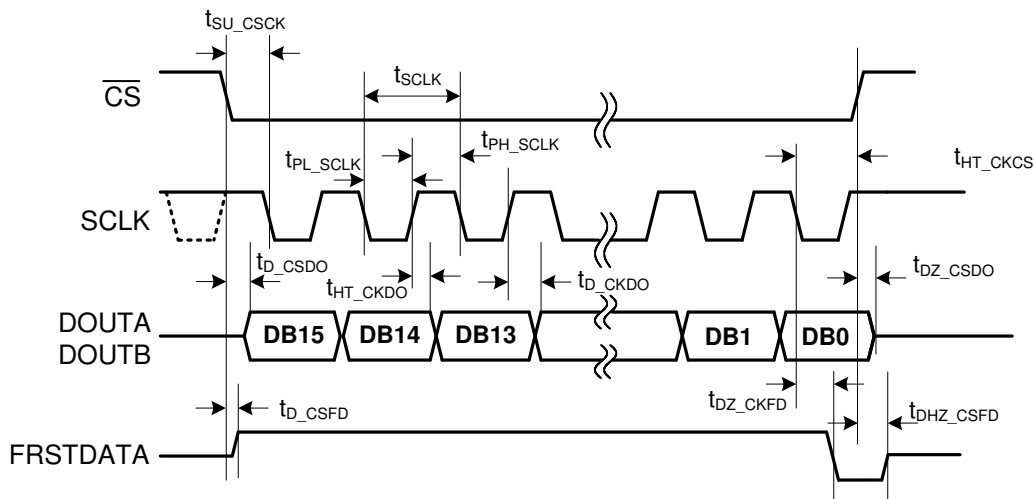 tSU_CSCK
CS
tSCLK
tPL_SCLK
tPH_SCLK
tHT_CKCS
SCLK
tD_CSDO
tHT_CKDO
tD_CKDO
tDZ_CSDO
DOUTA
DOUTB
DB15
DB14
DB13
DB1
DB0
tDZ_CKFD
tD_CSFD
tDHZ_CSFD
FRSTDATA